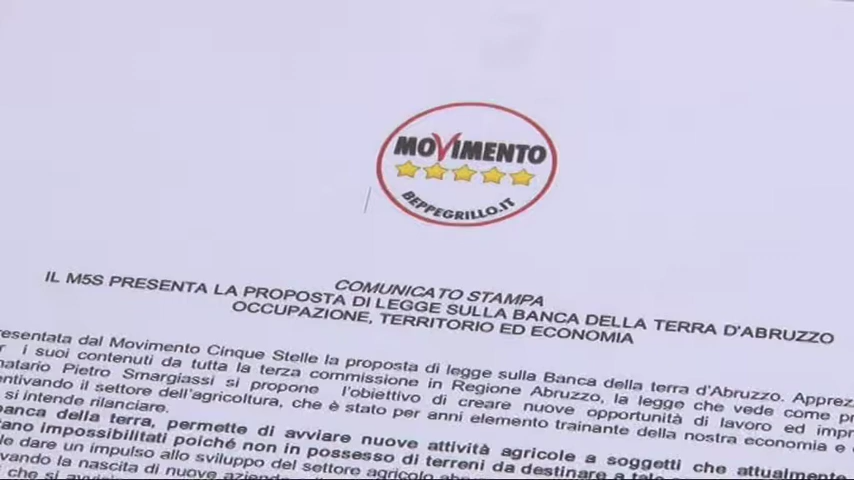 MOVIMENTO
BEPPEGRILLO.IT
COMUNICATO STAMPA
IL M5S PRESENTA LA PROPOSTA DI LEGGE SULLA BANCA DELLA TERRA D'ABRUZZO
OCCUPAZIONE, TERRITORIO ED ECONOMIA
resentata dal Movimento Cinque Stelle la proposta di legge sulla Banca della terra d'Abruzzo. Apprez
r i suoi contenuti da tutta la terza commissione in Regione Abruzzo, la legge che vede come pr
natario Pietro Smargiassi si propone l'obiettivo di creare nuove opportunità di lavoro ed impr
entivando il settore dell'agricoltura, che è stato per anni elemento trainante della nostra economia e
si intende rilanciare.
banca della terra, permette di avviare nuove attività agricole a soggetti che attualmente
tano impossibilitati poiché non in possesso di terreni da destinare a tale
le dare un impulso allo sviluppo del settore agricolo
vando la nascita di nuove